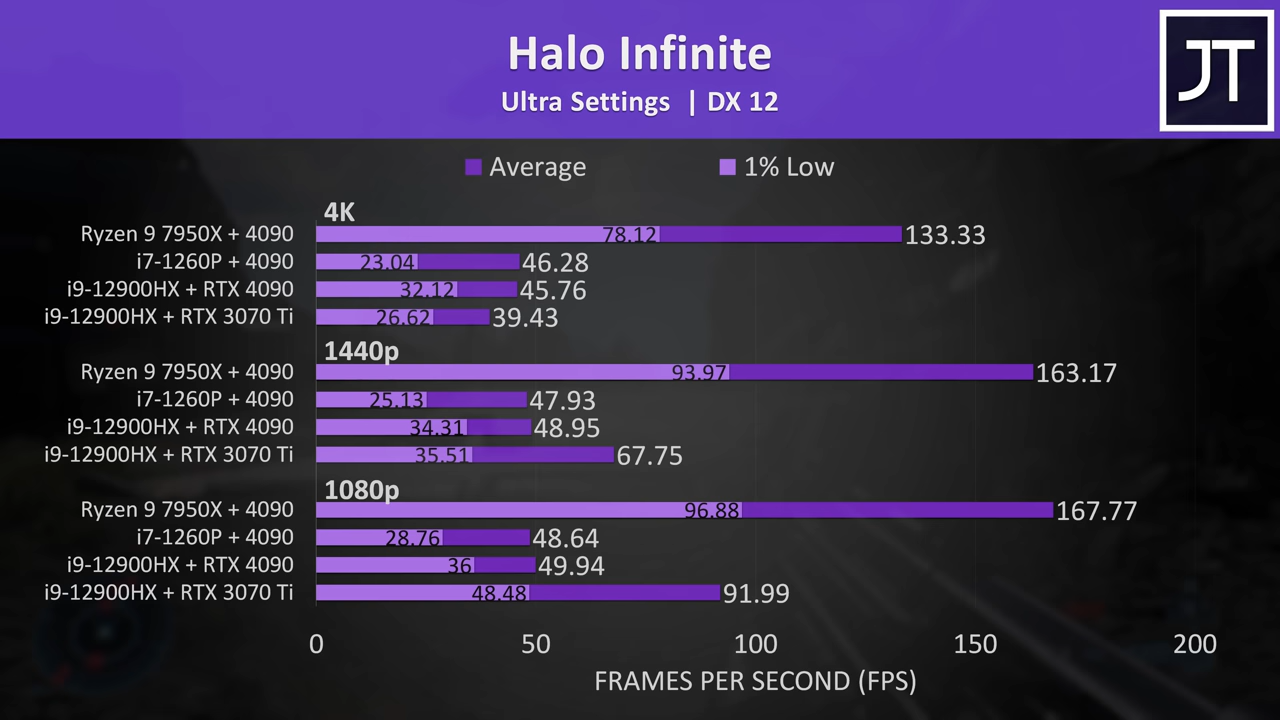 Halo Infinite
Ultra Settings | DX 12
JT
Average 1% Low
4K
Ryzen 9 7950X + 4090 78.12 133.33
i7-1260P + 4090 23.04 46.28
i9-12900HX + RTX 4090 32.12 45.76
i9-12900HX + RTX 3070 Ti 26.62 39.43
1440p
Ryzen 9 7950X + 4090 93.97 163.17
i7-1260P + 4090 25.13 47.93
i9-12900HX + RTX 4090 34.31 48.95
i9-12900HX + RTX 3070 Ti 35.51 67.75
1080p
Ryzen 9 7950X + 4090 96.88 167.77
i7-1260P + 4090 28.76 48.64
i9-12900HX + RTX 4090 36 49.94
i9-12900HX + RTX 3070 Ti 48.48 91.99
0 50 100 150 200
FRAMES PER SECOND (FPS)